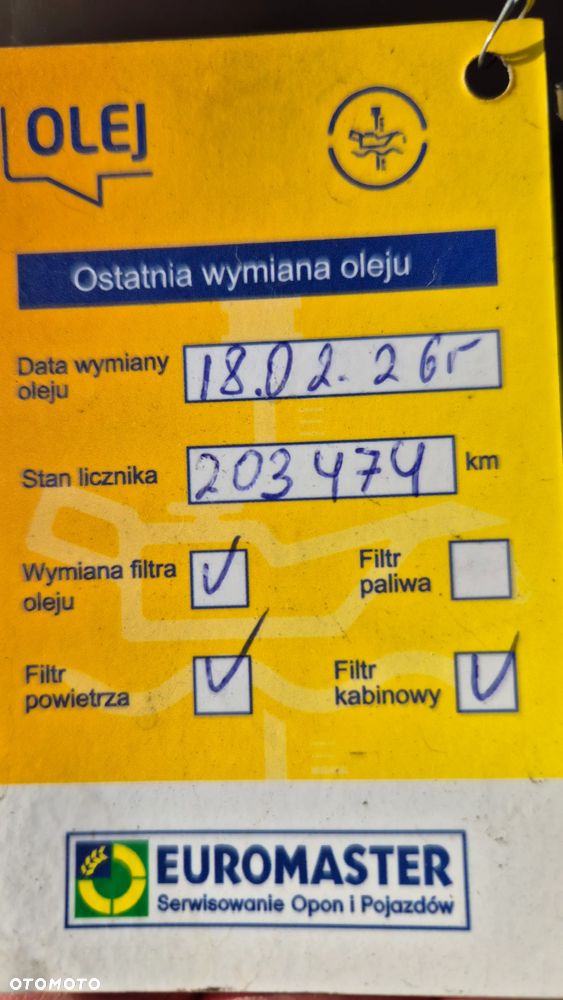 OLEJ
Ostatnia wymiana oleju
Data wymiany
oleju
18.02.26r
Stan licznika
203474
km
Wymiana filtra
oleju
Filtr
paliwa
Filtr
powietrza
Filtr
kabinowy
EUROMASTER
Serwisowanie Opon i Pojazdów
OTOMOTO